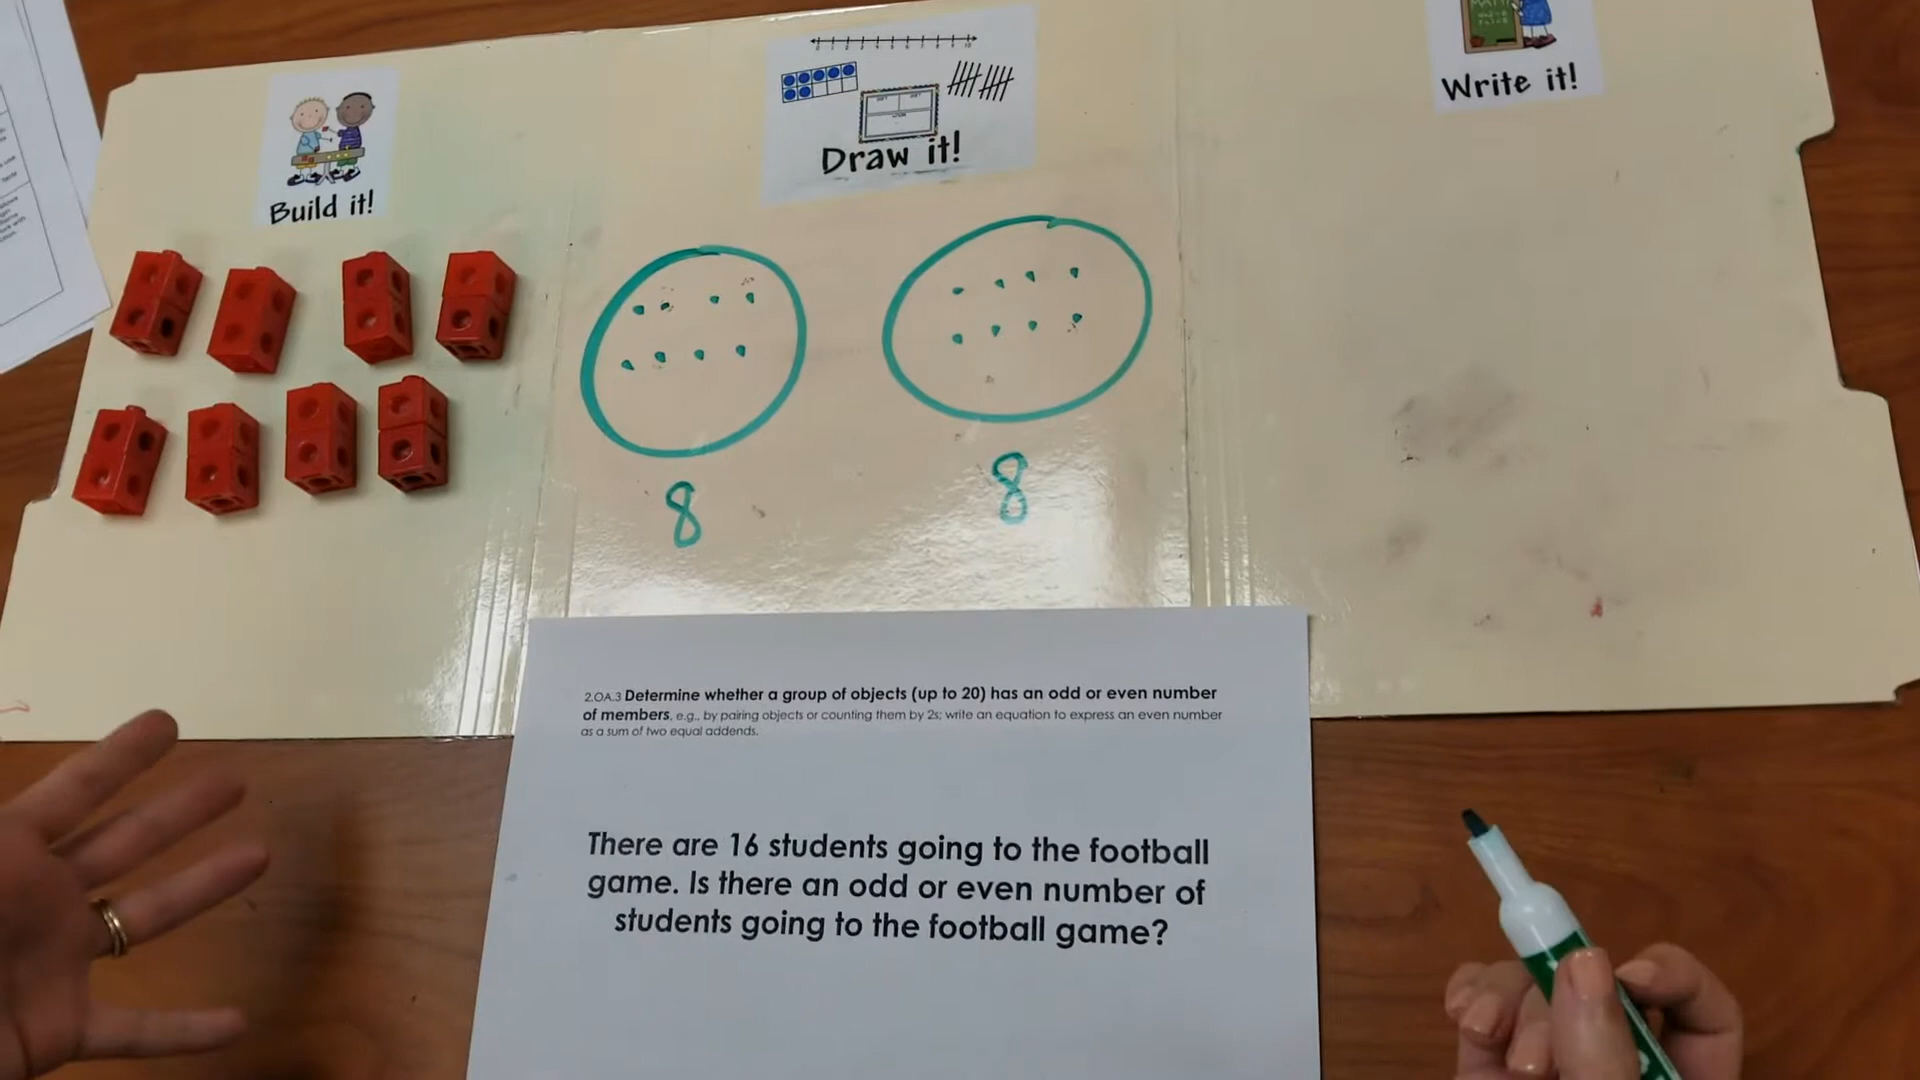 Build it!
Draw it!
Write it!
8
8
2.OA.3 Determine whether a group of objects (up to 20) has an odd or even number
of members, e.g., by pairing objects or counting them by 2s; write an equation to express an even number
as a sum of two equal addends.
There are 16 students going to the football
game. Is there an odd or even number of
students going to the football game?